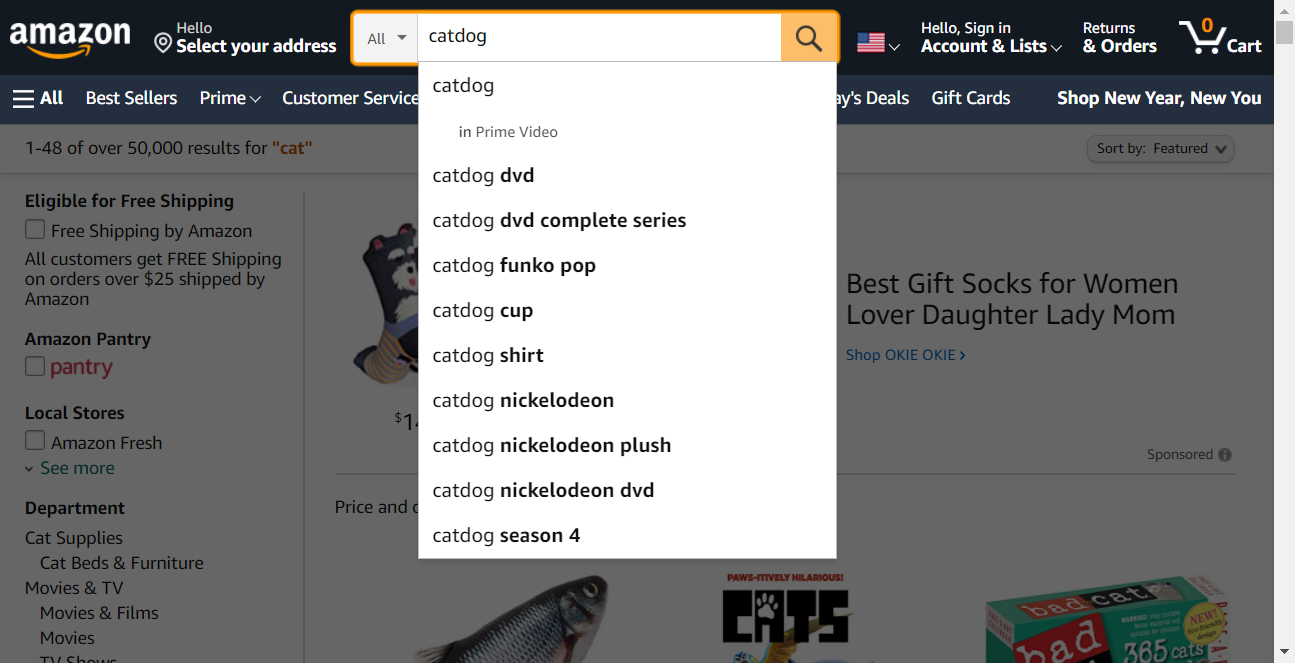 amazon
Hello
Select your address
All
catdog
Hello, Sign in
Account & Lists
Returns
& Orders
0
Cart
All
Best Sellers
Prime
Customer Service
Deals
Gift Cards
Shop New Year, New You
1-48 of over 50,000 results for "cat"
Sort by: Featured
catdog
in Prime Video
catdog dvd
catdog dvd complete series
catdog funko pop
catdog cup
catdog shirt
catdog nickelodeon
catdog nickelodeon plush
catdog nickelodeon dvd
catdog season 4
Eligible for Free Shipping
Free Shipping by Amazon
All customers get FREE Shipping
on orders over $25 shipped by
Amazon
Amazon Pantry
pantry
Local Stores
Amazon Fresh
See more
Department
Cat Supplies
Cat Beds & Furniture
Movies & TV
Movies & Films
Movies
TV Shows
Best Gift Socks for Women
Lover Daughter Lady Mom
Shop OKIE OKIE ›
Sponsored
Price and
PAWS-ITIVELY HILARIOUS!
CATS
bad cat
NEW!
bad
365 cats